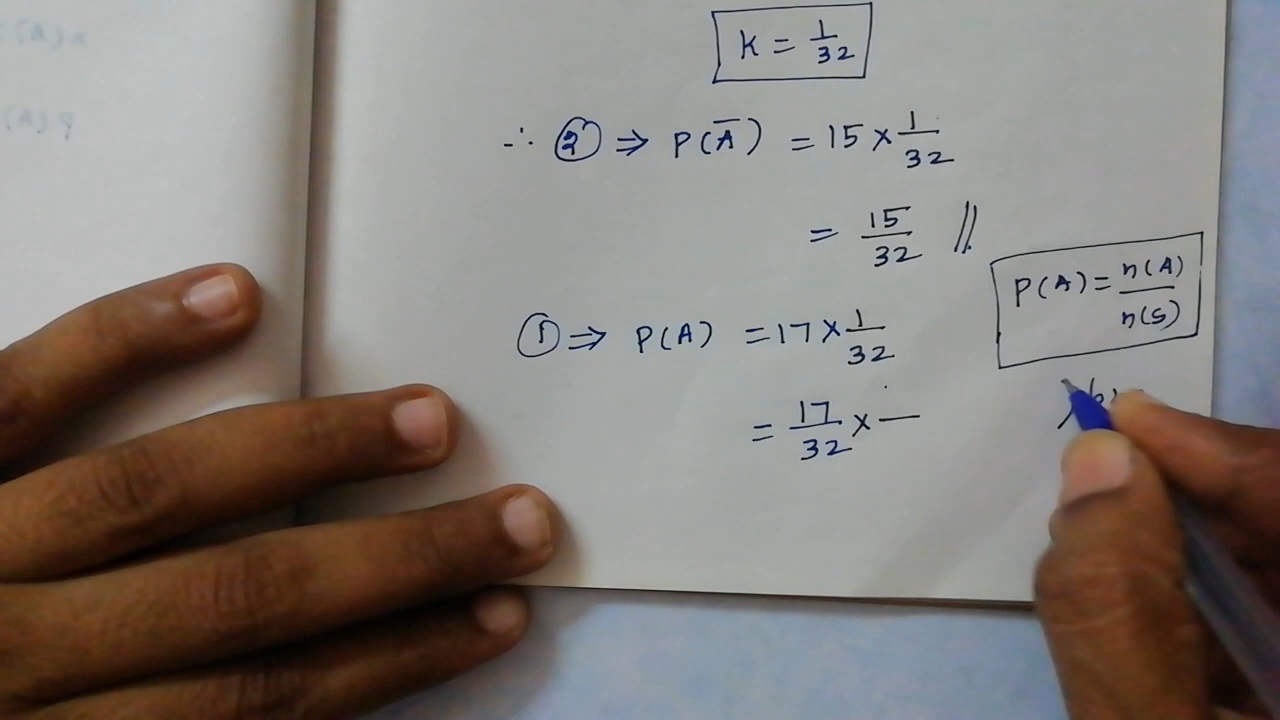 K = 1/32
∴ ② ⇒ P(A̅) = 15 × 1/32
= 15/32 //
P(A) = n(A)/n(S)
① ⇒ P(A) = 17 × 1/32
= 17/32 × —